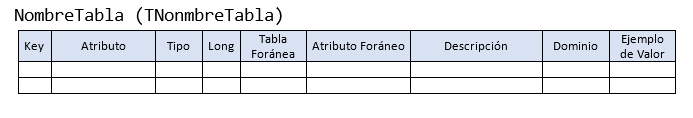 NombreTabla (TNonmbreTabla)
Key Atributo Tipo Long Tabla Foránea Atributo Foráneo Descripción Dominio Ejemplo de Valor